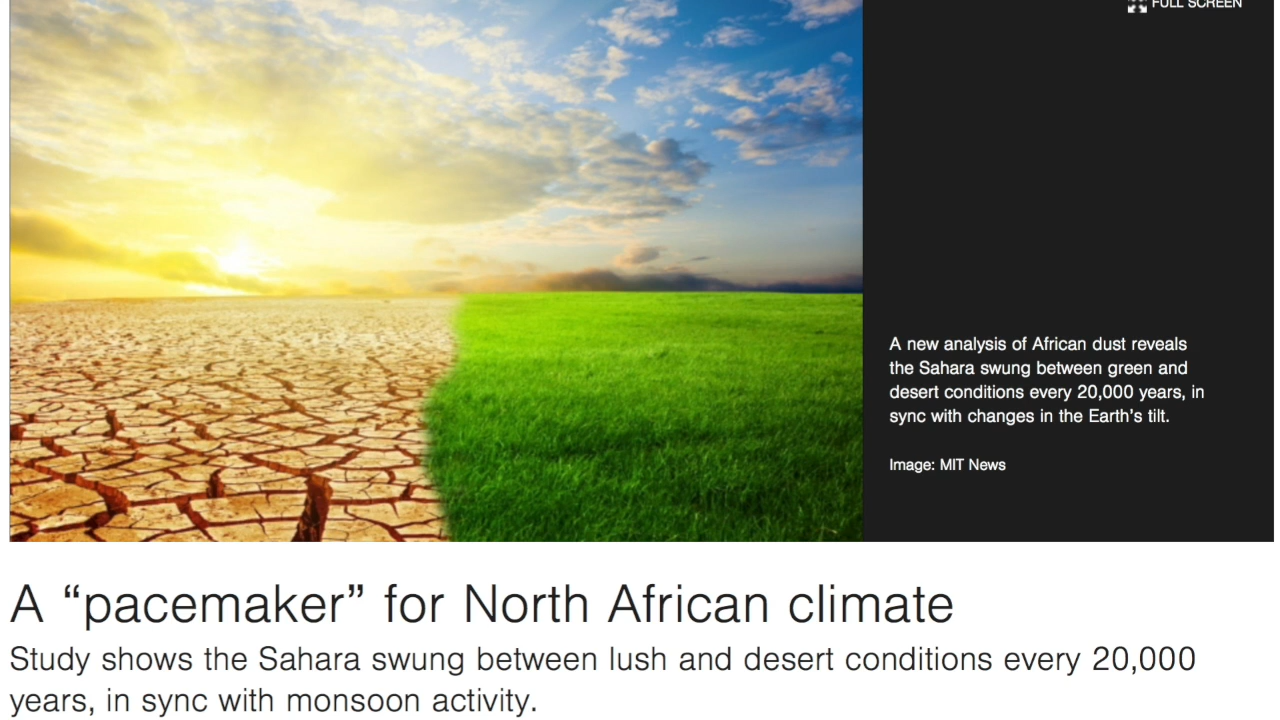 FULL SCREEN
A new analysis of African dust reveals
the Sahara swung between green and
desert conditions every 20,000 years, in
sync with changes in the Earth's tilt.
Image: MIT News
A “pacemaker” for North African climate
Study shows the Sahara swung between lush and desert conditions every 20,000
years, in sync with monsoon activity.